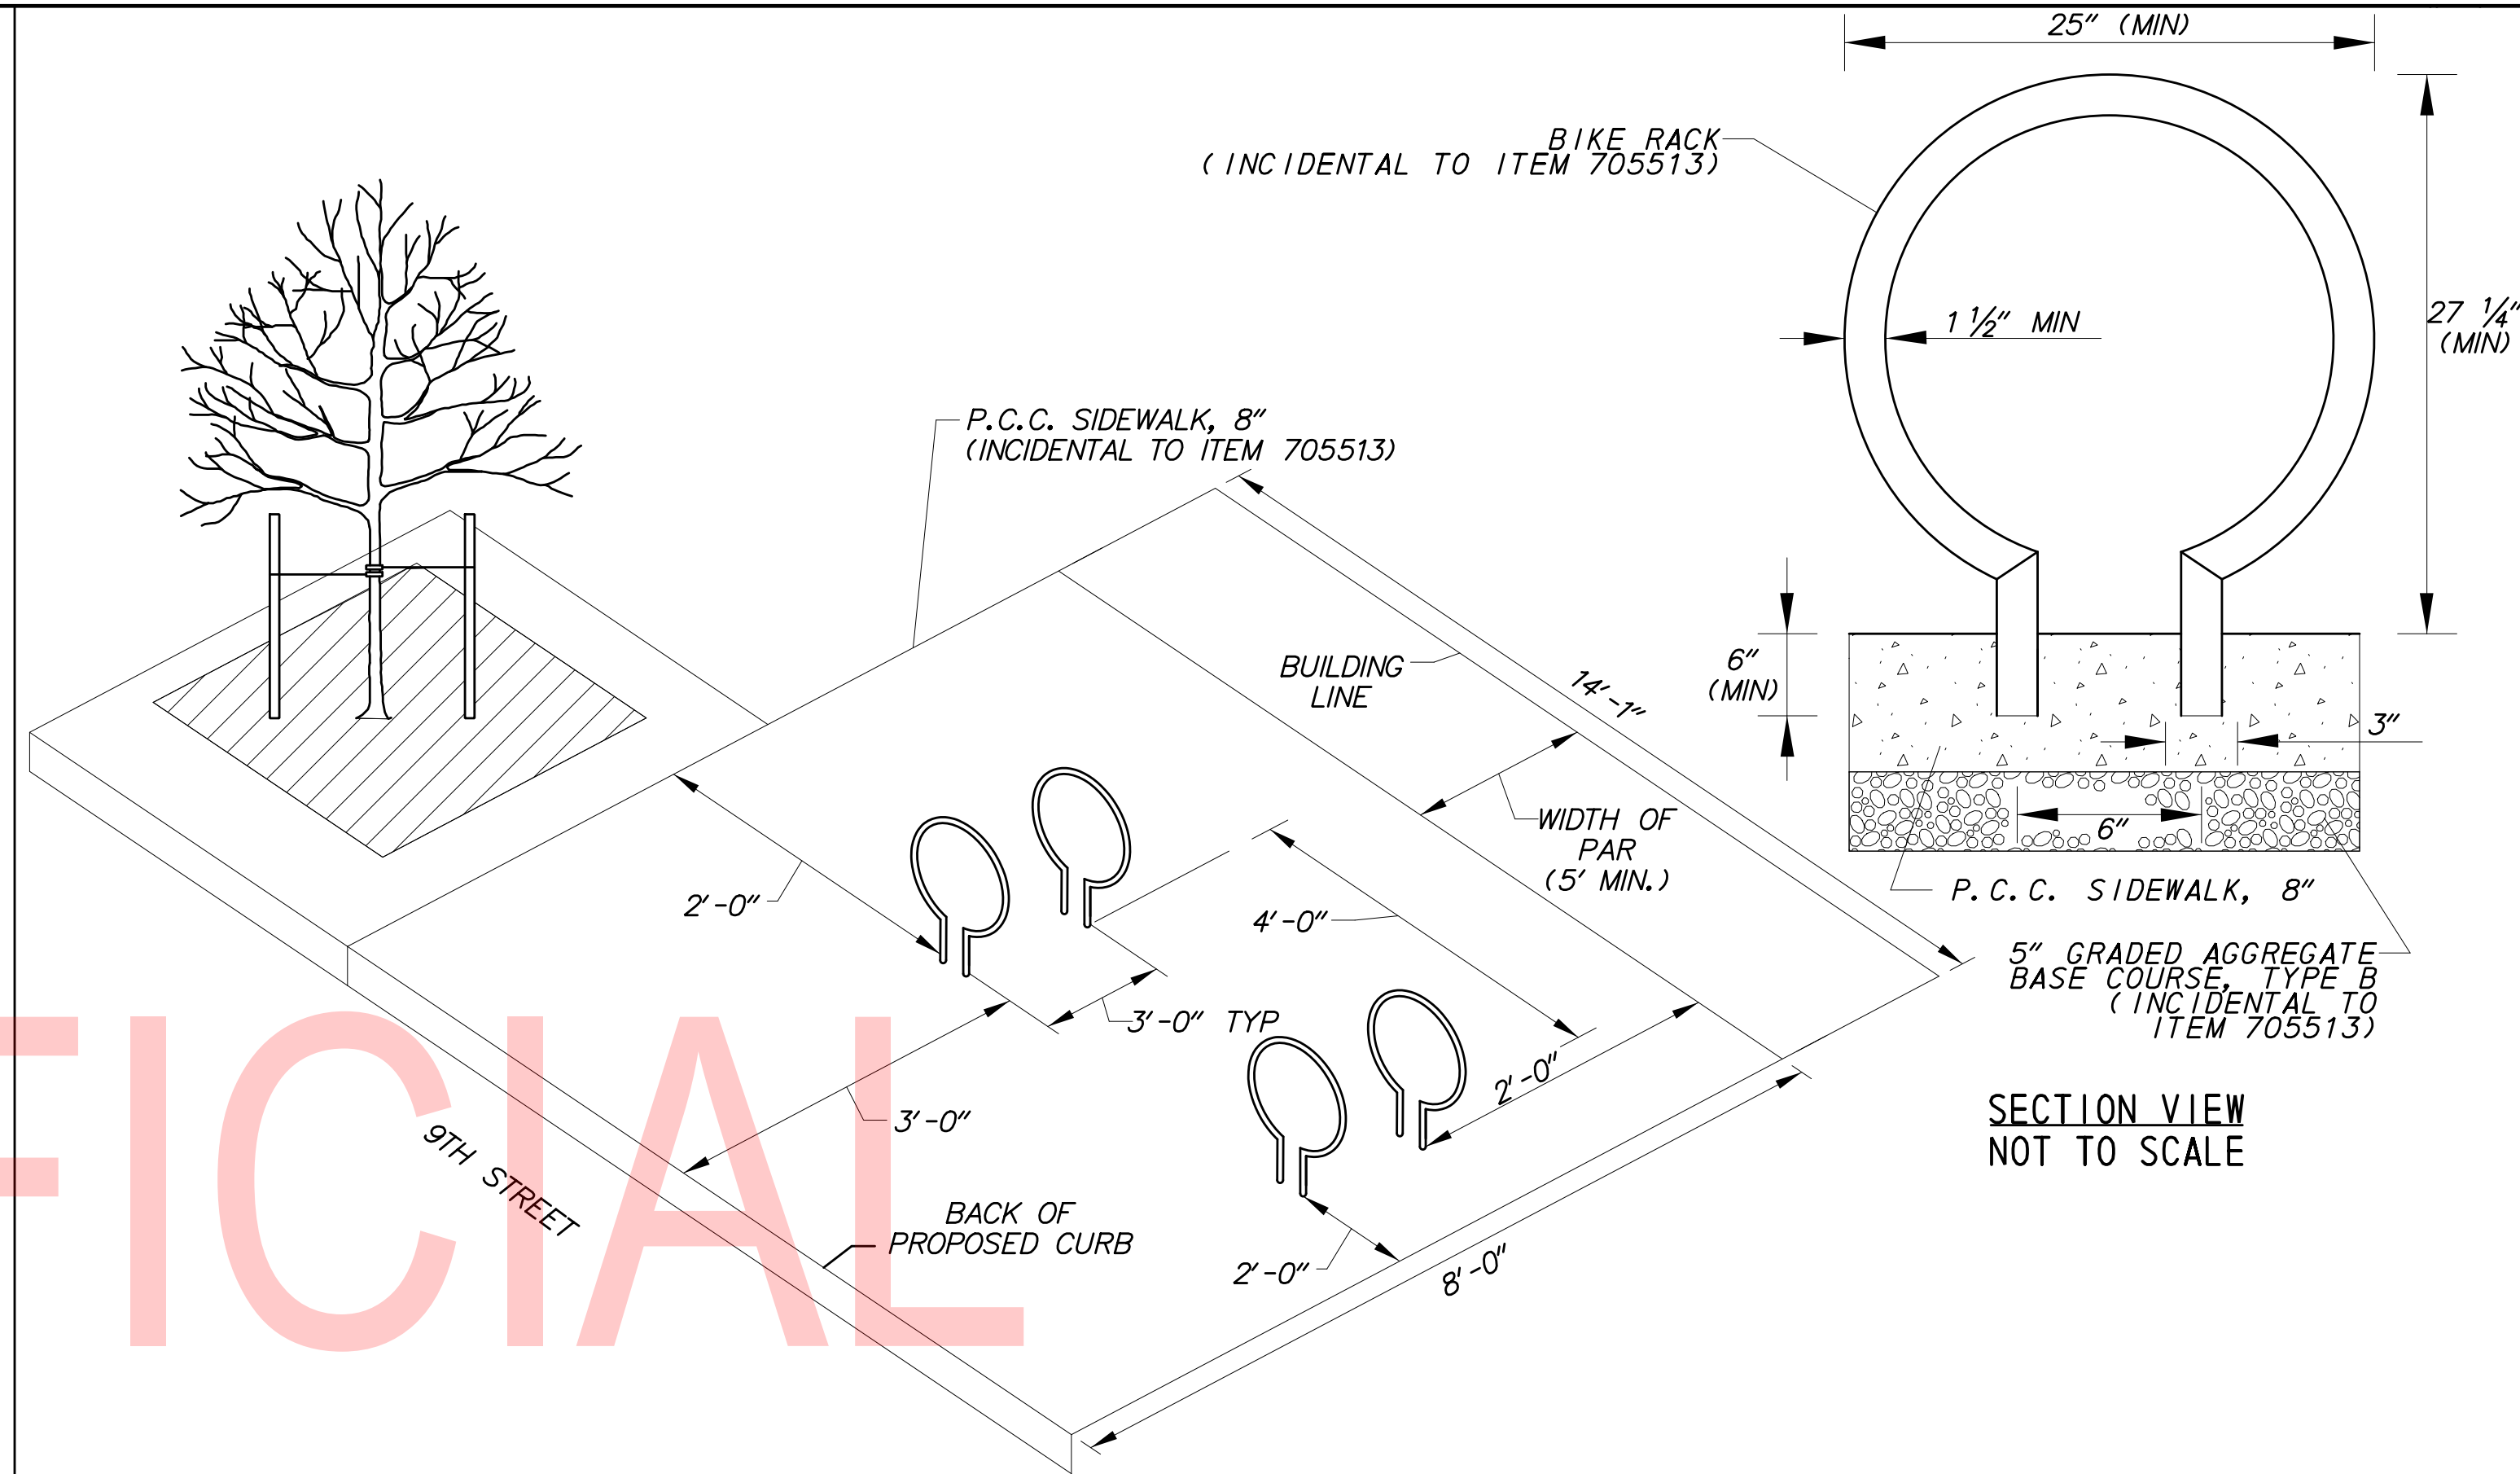 25" (MIN)
BIKE RACK
(INCIDENTAL TO ITEM 705513)
1 1/2" MIN
27 1/4"
(MIN)
P.C.C. SIDEWALK, 8"
(INCIDENTAL TO ITEM 705513)
BUILDING
LINE
14'-1"
6"
(MIN)
3"
6"
WIDTH OF
PAR
(5' MIN.)
P.C.C. SIDEWALK, 8"
5" GRADED AGGREGATE
BASE COURSE, TYPE B
(INCIDENTAL TO
ITEM 705513)
2'-0"
4'-0"
3'-0" TYP
3'-0"
2'-0"
SECTION VIEW
NOT TO SCALE
9TH STREET
BACK OF
PROPOSED CURB
2'-0"
8'-0"
FICIAL